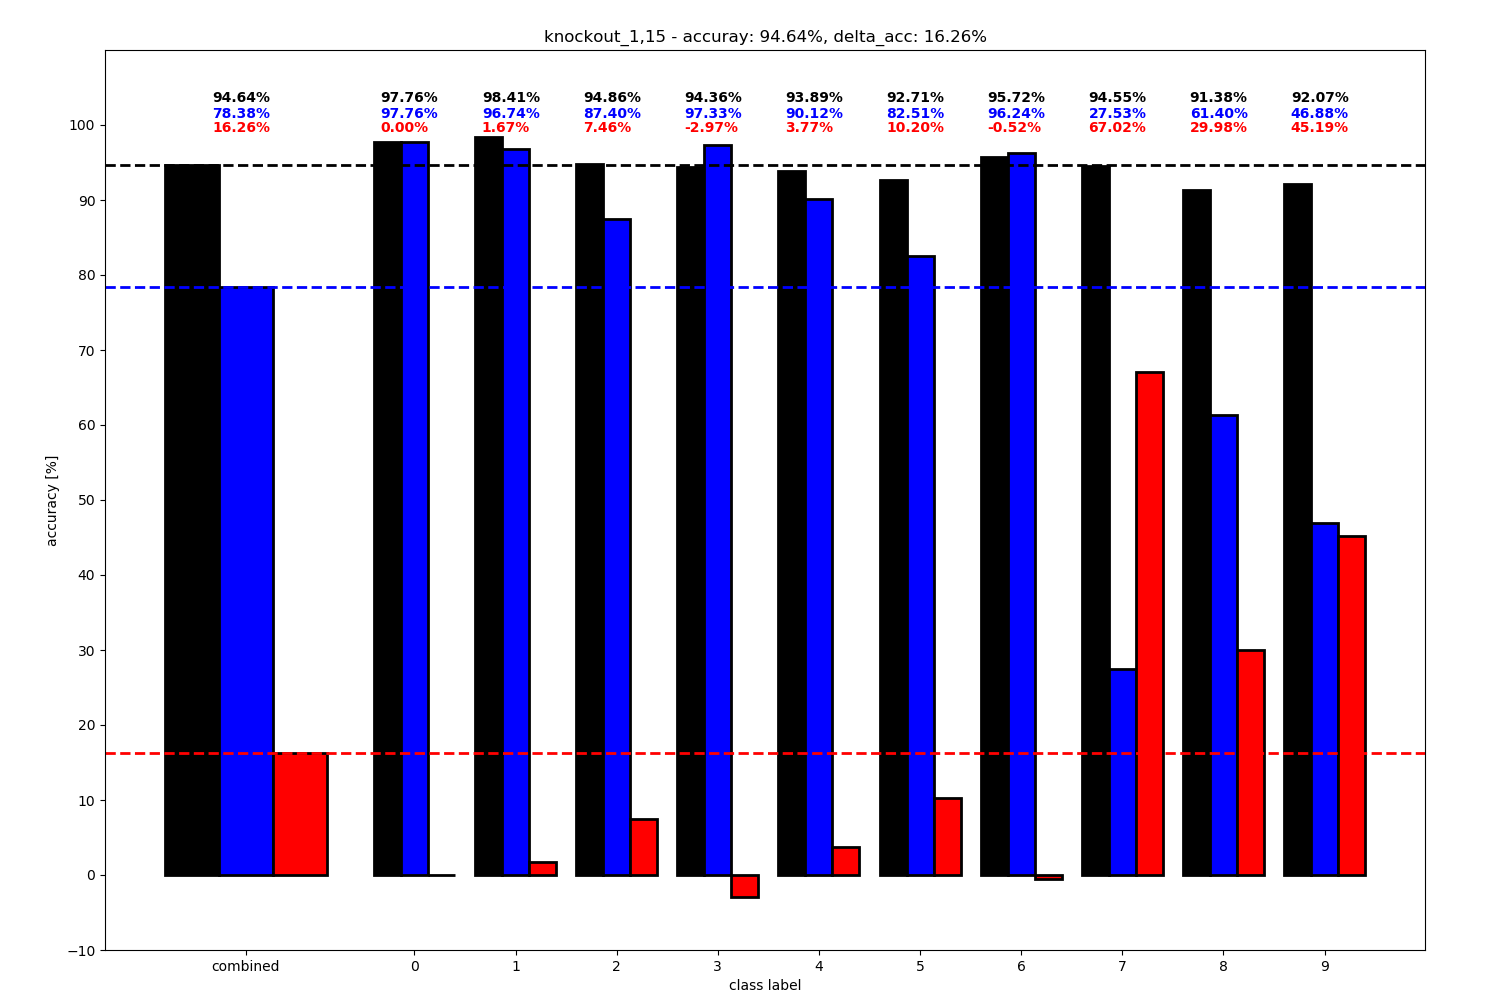 knockout_1,15 - accuray: 94.64%, delta_acc: 16.26%
94.64% 97.76% 98.41% 94.86% 94.36% 93.89% 92.71% 95.72% 94.55% 91.38% 92.07%
78.38% 97.76% 96.74% 87.40% 97.33% 90.12% 82.51% 96.24% 27.53% 61.40% 46.88%
16.26% 0.00% 1.67% 7.46% -2.97% 3.77% 10.20% -0.52% 67.02% 29.98% 45.19%
100
90
80
70
60
50
40
30
20
10
0
−10
accuracy [%]
combined 0 1 2 3 4 5 6 7 8 9
class label